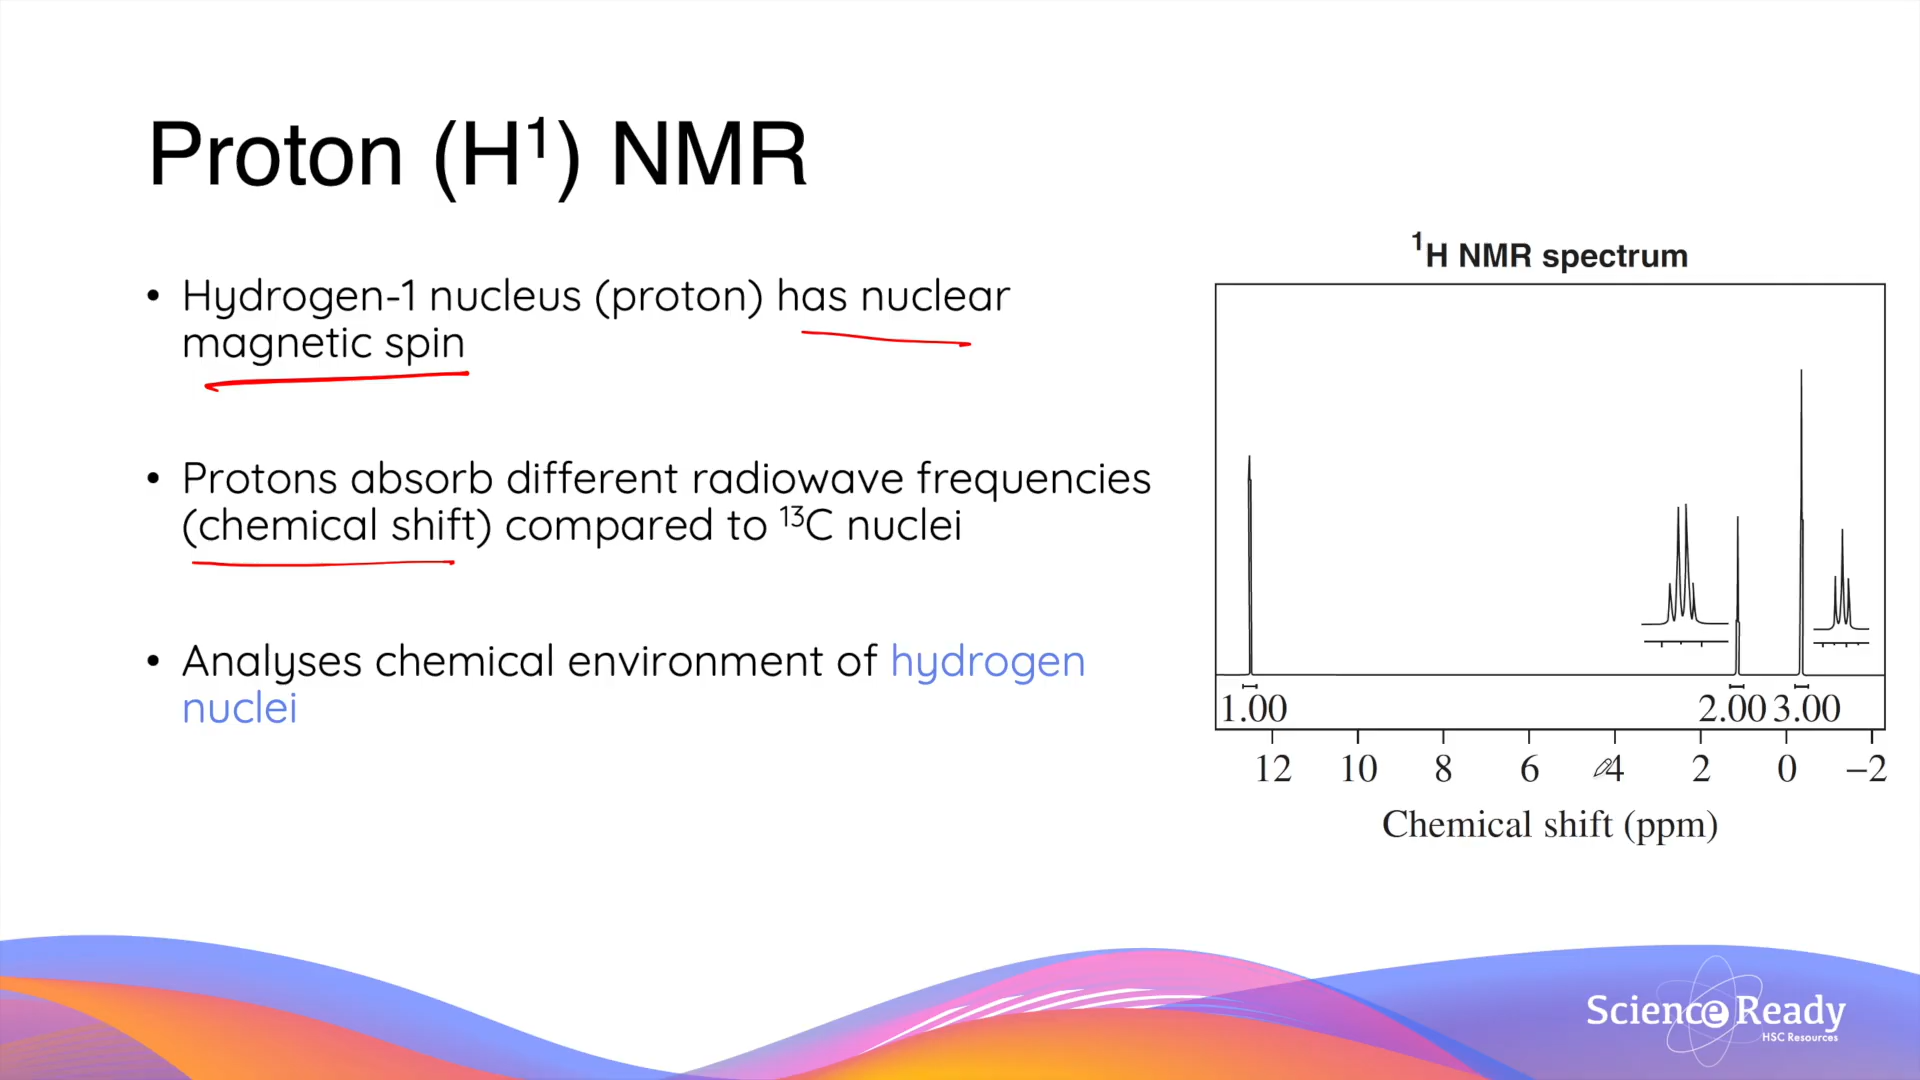 Proton (H¹) NMR
• Hydrogen-1 nucleus (proton) has nuclear
magnetic spin
• Protons absorb different radiowave frequencies
(chemical shift) compared to ¹³C nuclei
• Analyses chemical environment of hydrogen
nuclei
¹H NMR spectrum
1.00 2.00 3.00
12 10 8 6 4 2 0 −2
Chemical shift (ppm)
Science Ready
HSC Resources